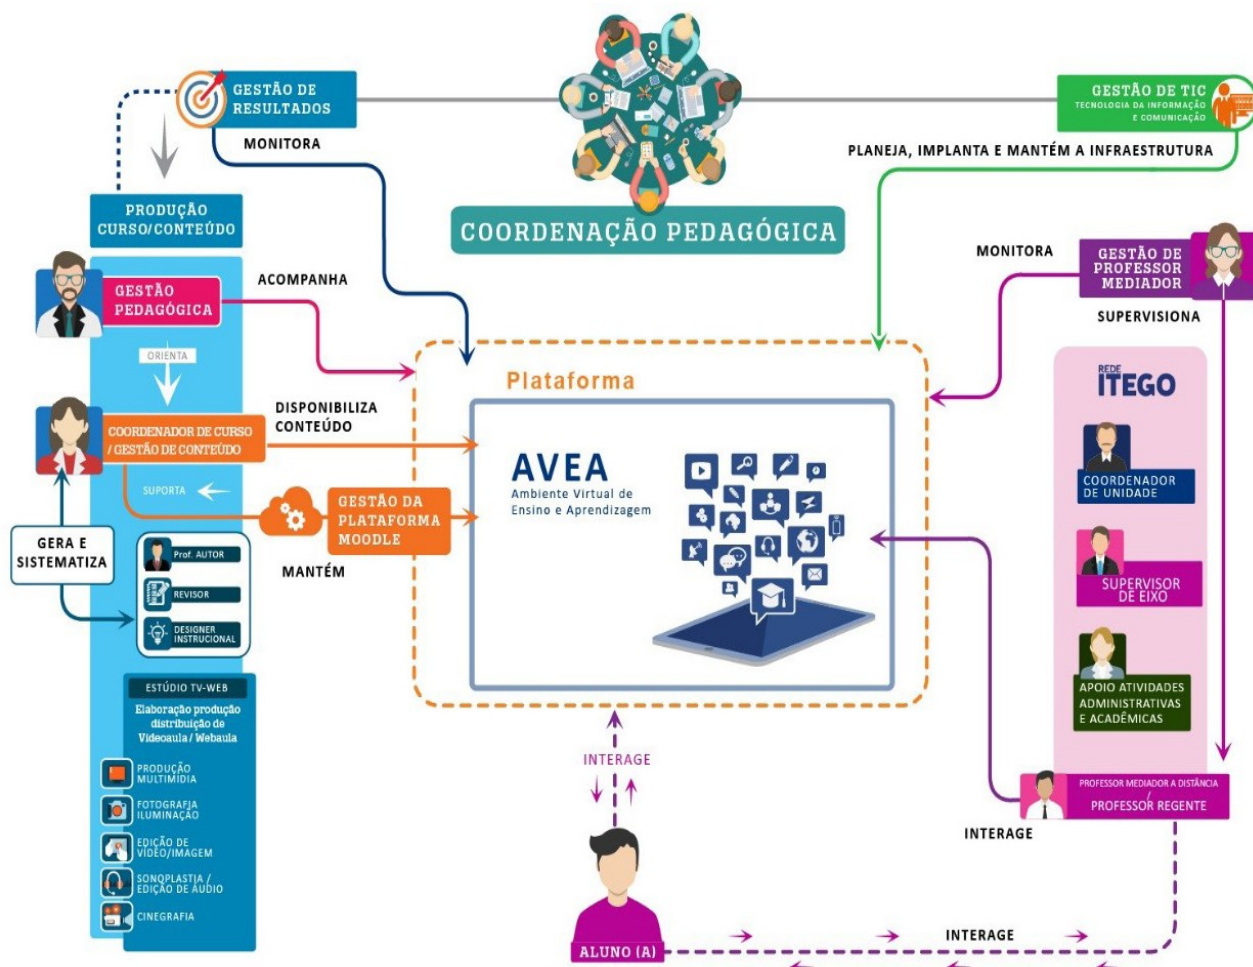 GESTÃO DE
RESULTADOS
GESTÃO DE TIC
TECNOLOGIA DA INFORMAÇÃO
E COMUNICAÇÃO
MONITORA
PLANEJA, IMPLANTA E MANTÉM A INFRAESTRUTURA
PRODUÇÃO
CURSO/CONTEÚDO
COORDENAÇÃO PEDAGÓGICA
MONITORA
GESTÃO DE
PROFESSOR
MEDIADOR
SUPERVISIONA
GESTÃO
PEDAGÓGICA
ACOMPANHA
ORIENTA
REDE
ITEGO
Plataforma
COORDENADOR DE CURSO
/ GESTÃO DE CONTEÚDO
DISPONIBILIZA
CONTEÚDO
AVEA
Ambiente Virtual de
Ensino e Aprendizagem
COORDENADOR
DE UNIDADE
SUPORTA
GESTÃO DA
PLATAFORMA
MOODLE
MANTÉM
GERA E
SISTEMATIZA
Prof. AUTOR
REVISOR
DESIGNER
INSTRUCIONAL
SUPERVISOR
DE EIXO
APOIO ATIVIDADES
ADMINISTRATIVAS
E ACADÊMICAS
ESTÚDIO TV-WEB
Elaboração produção
distribuição de
Videoaula / Webaula
PRODUÇÃO
MULTIMÍDIA
FOTOGRAFIA
ILUMINAÇÃO
EDIÇÃO DE
VÍDEO/IMAGEM
SONOPLASTIA /
EDIÇÃO DE ÁUDIO
CINEGRAFIA
INTERAGE
PROFESSOR MEDIADOR A DISTÂNCIA
/
PROFESSOR REGENTE
INTERAGE
ALUNO (A)
INTERAGE